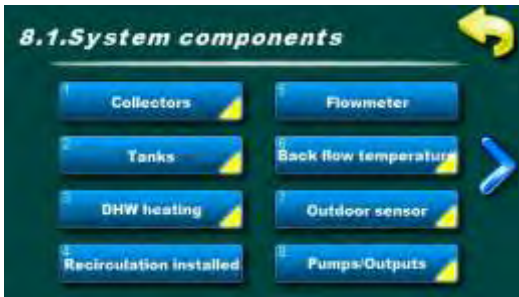 8.1.System components
1
Collectors
2
Tanks
3
DHW heating
4
Recirculation installed
5
Flowmeter
6
Back flow temperature
7
Outdoor sensor
8
Pumps/Outputs